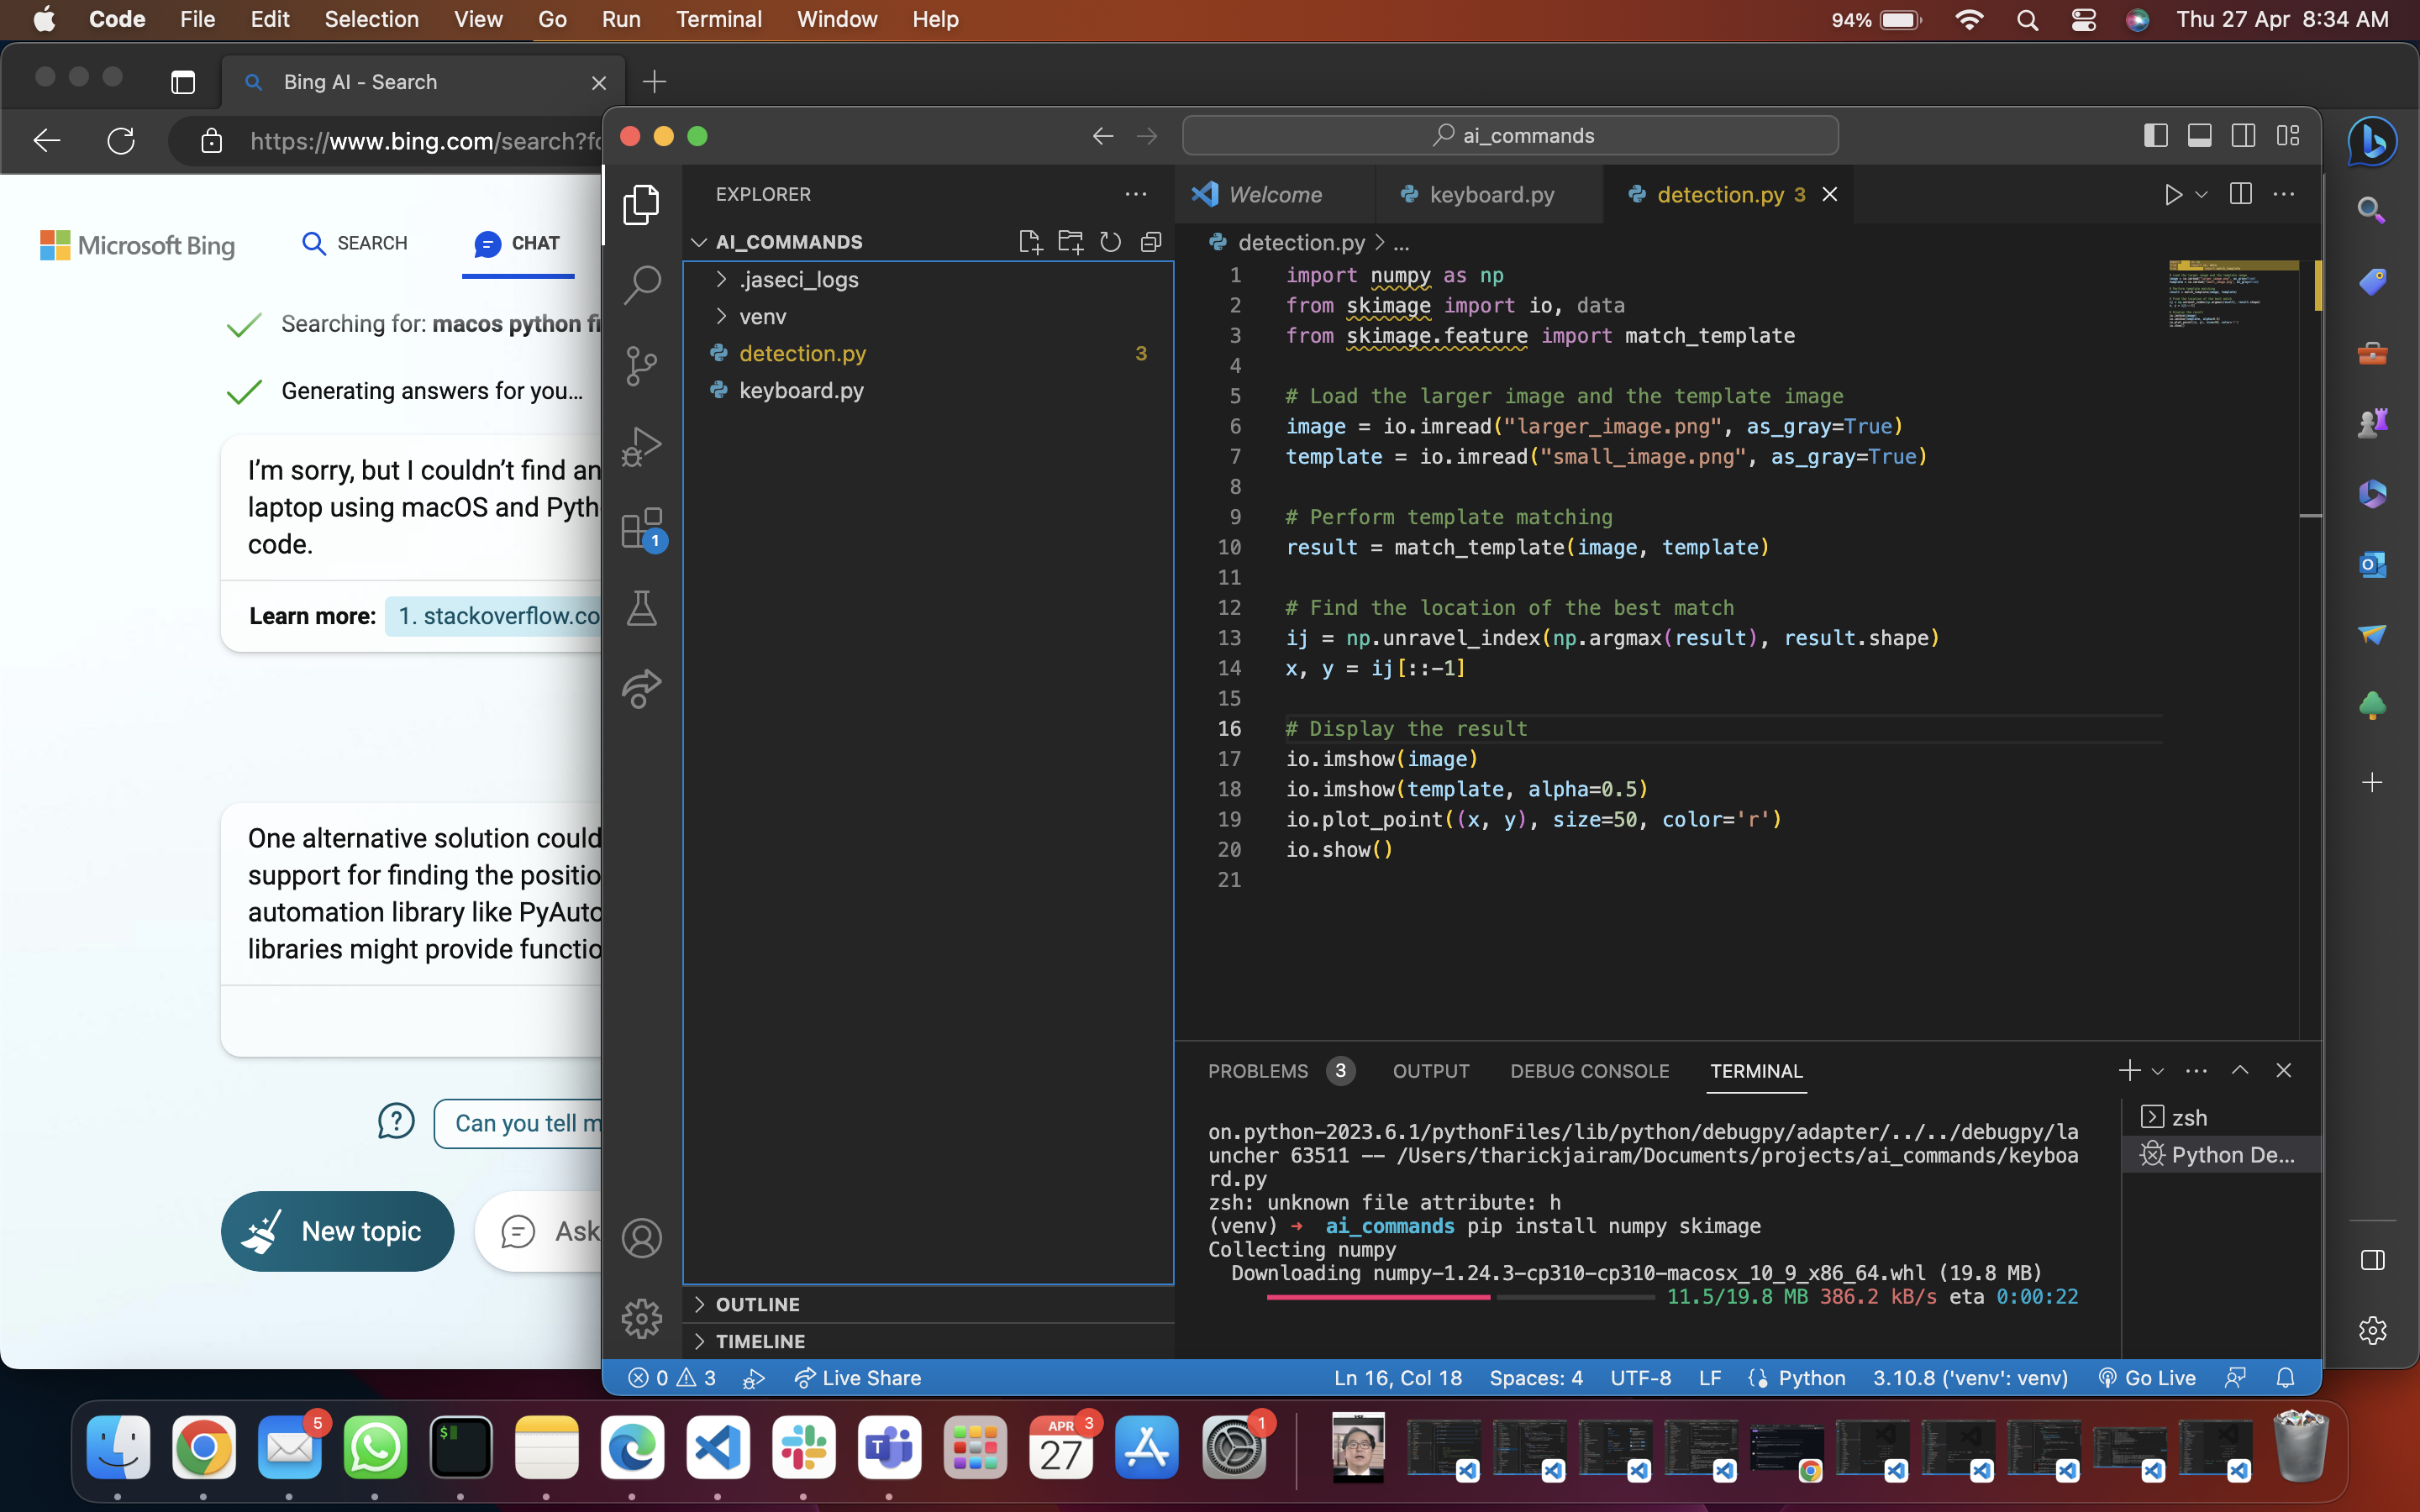 Code File Edit Selection View Go Run Terminal Window Help
94% Thu 27 Apr 8:34 AM
Bing AI - Search
https://www.bing.com/search?fo
Microsoft Bing
SEARCH
CHAT
Searching for: macos python fi
Generating answers for you...
I'm sorry, but I couldn't find an
laptop using macOS and Pyth
code.
Learn more: 1. stackoverflow.co
One alternative solution could
support for finding the positio
automation library like PyAuto
libraries might provide functio
Can you tell m
New topic
Ask
ai_commands
EXPLORER
AI_COMMANDS
.jaseci_logs
venv
detection.py 3
keyboard.py
OUTLINE
TIMELINE
1
Welcome
keyboard.py
detection.py 3
detection.py > ...
1 import numpy as np
2 from skimage import io, data
3 from skimage.feature import match_template
4
5 # Load the larger image and the template image
6 image = io.imread("larger_image.png", as_gray=True)
7 template = io.imread("small_image.png", as_gray=True)
8
9 # Perform template matching
10 result = match_template(image, template)
11
12 # Find the location of the best match
13 ij = np.unravel_index(np.argmax(result), result.shape)
14 x, y = ij[::-1]
15
16 # Display the result
17 io.imshow(image)
18 io.imshow(template, alpha=0.5)
19 io.plot_point((x, y), size=50, color='r')
20 io.show()
21
PROBLEMS 3 OUTPUT DEBUG CONSOLE TERMINAL
on.python-2023.6.1/pythonFiles/lib/python/debugpy/adapter/../../debugpy/la
uncher 63511 -- /Users/tharickjairam/Documents/projects/ai_commands/keyboa
rd.py
zsh: unknown file attribute: h
(venv) ➜ ai_commands pip install numpy skimage
Collecting numpy
Downloading numpy-1.24.3-cp310-cp310-macosx_10_9_x86_64.whl (19.8 MB)
11.5/19.8 MB 386.2 kB/s eta 0:00:22
zsh
Python De...
0 3 Live Share Ln 16, Col 18 Spaces: 4 UTF-8 LF Python 3.10.8 ('venv': venv) Go Live
5
APR 3
27
1